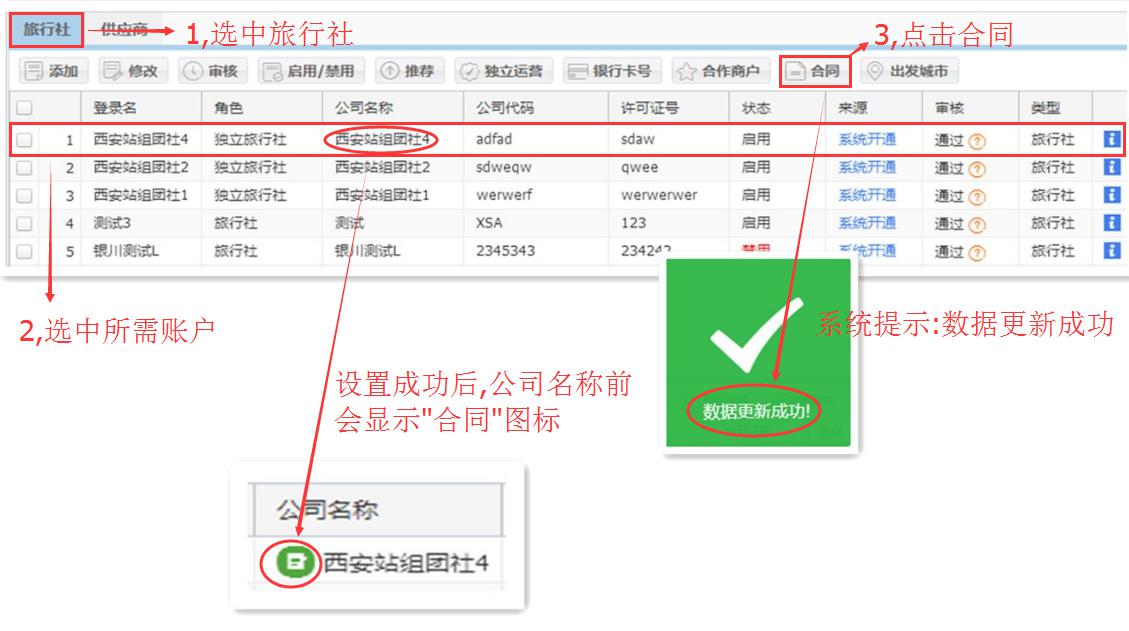 旅行社 供应商 1,选中旅行社 3,点击合同
添加 修改 审核 启用/禁用 推荐 独立运营 银行卡号 合作商户 合同 出发城市
登录名 角色 公司名称 公司代码 许可证号 状态 来源 审核 类型
1 西安站组团社4 独立旅行社 西安站组团社4 adfad sdaw 启用 系统开通 通过 ? 旅行社 i
2 西安站组团社2 独立旅行社 西安站组团社2 sdweqw qwee 启用 系统开通 通过 ? 旅行社 i
3 西安站组团社1 独立旅行社 西安站组团社1 werwerf werwerwer 启用 系统开通 通过 ? 旅行社 i
4 测试3 旅行社 测试 XSA 123 启用 系统开通 通过 ? 旅行社 i
5 银川测试L 旅行社 银川测试L 2345343 234242 禁用 系统开通 通过 ? 旅行社 i
2,选中所需账户
系统提示:数据更新成功
数据更新成功!
设置成功后,公司名称前
会显示"合同"图标
公司名称
西安站组团社4